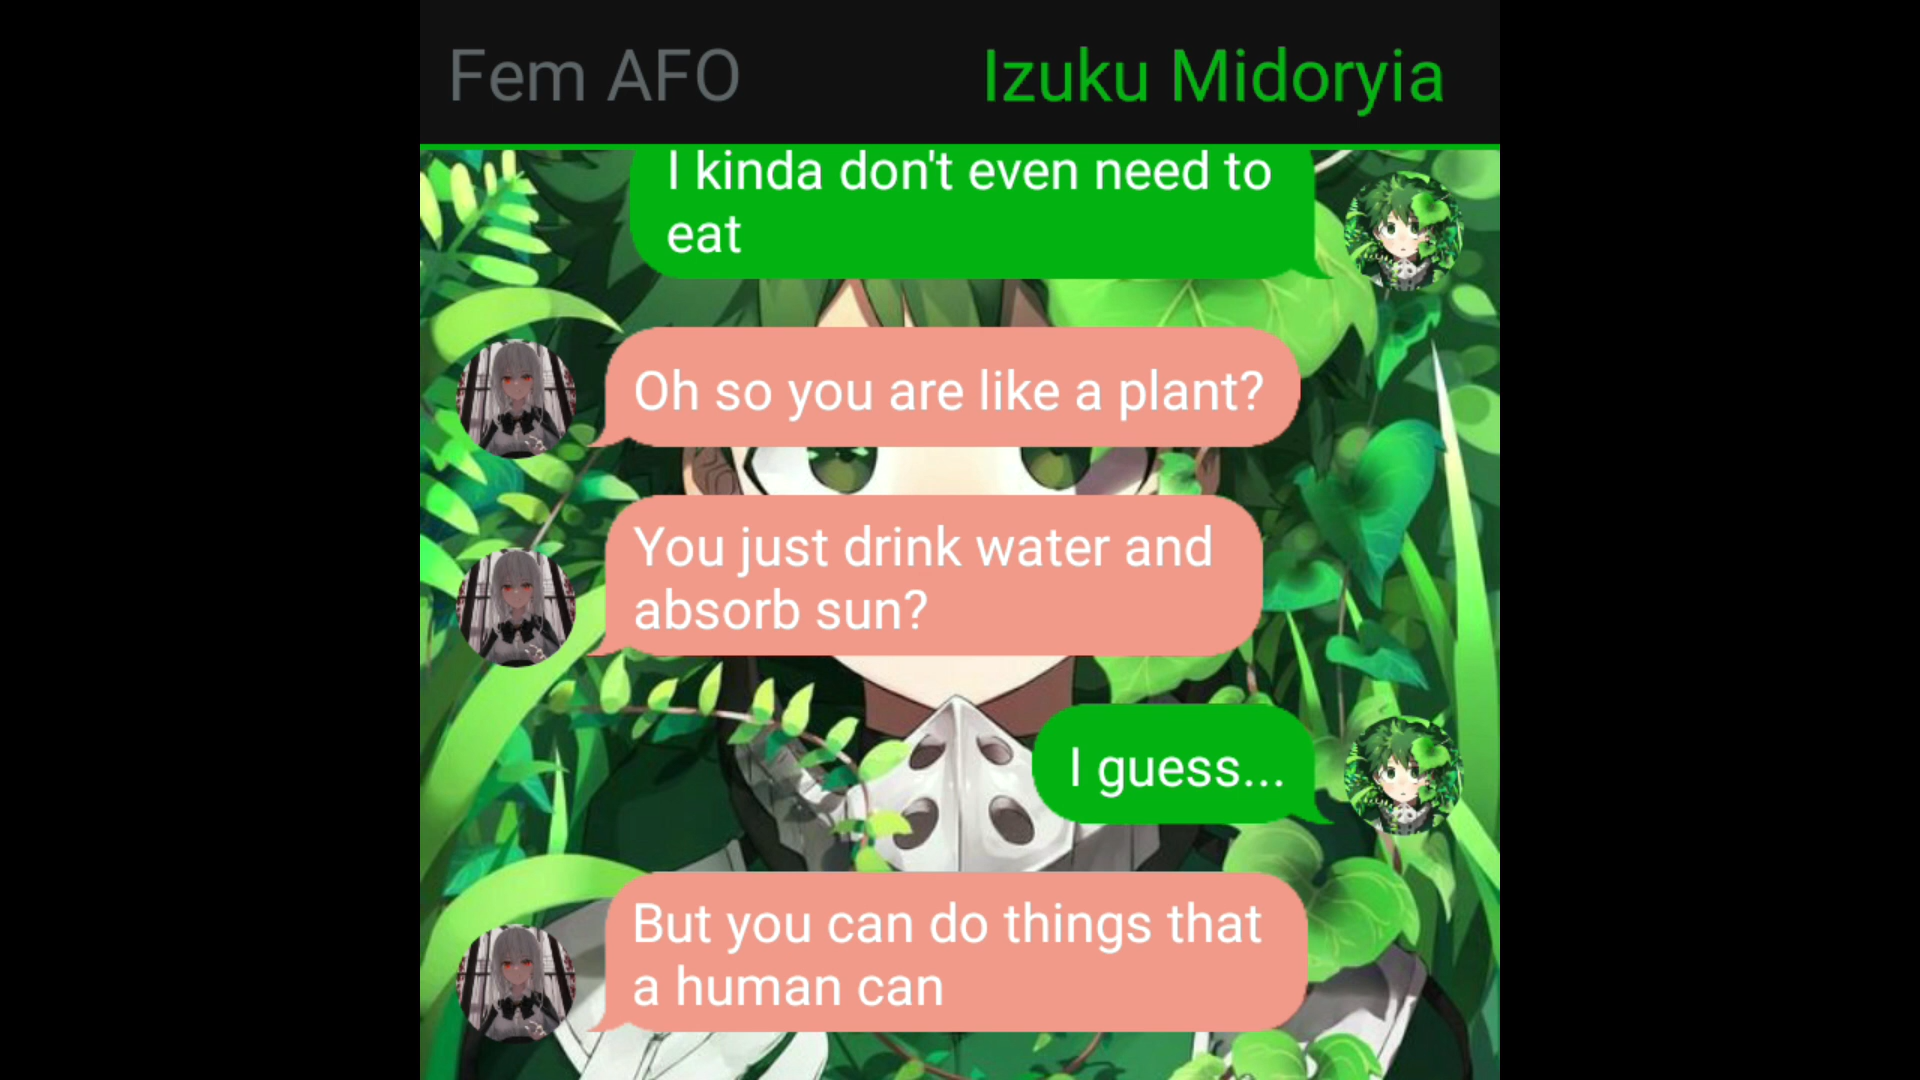 Fem AFO
Izuku Midoryia
I kinda don't even need to
eat
Oh so you are like a plant?
You just drink water and
absorb sun?
I guess...
But you can do things that
a human can